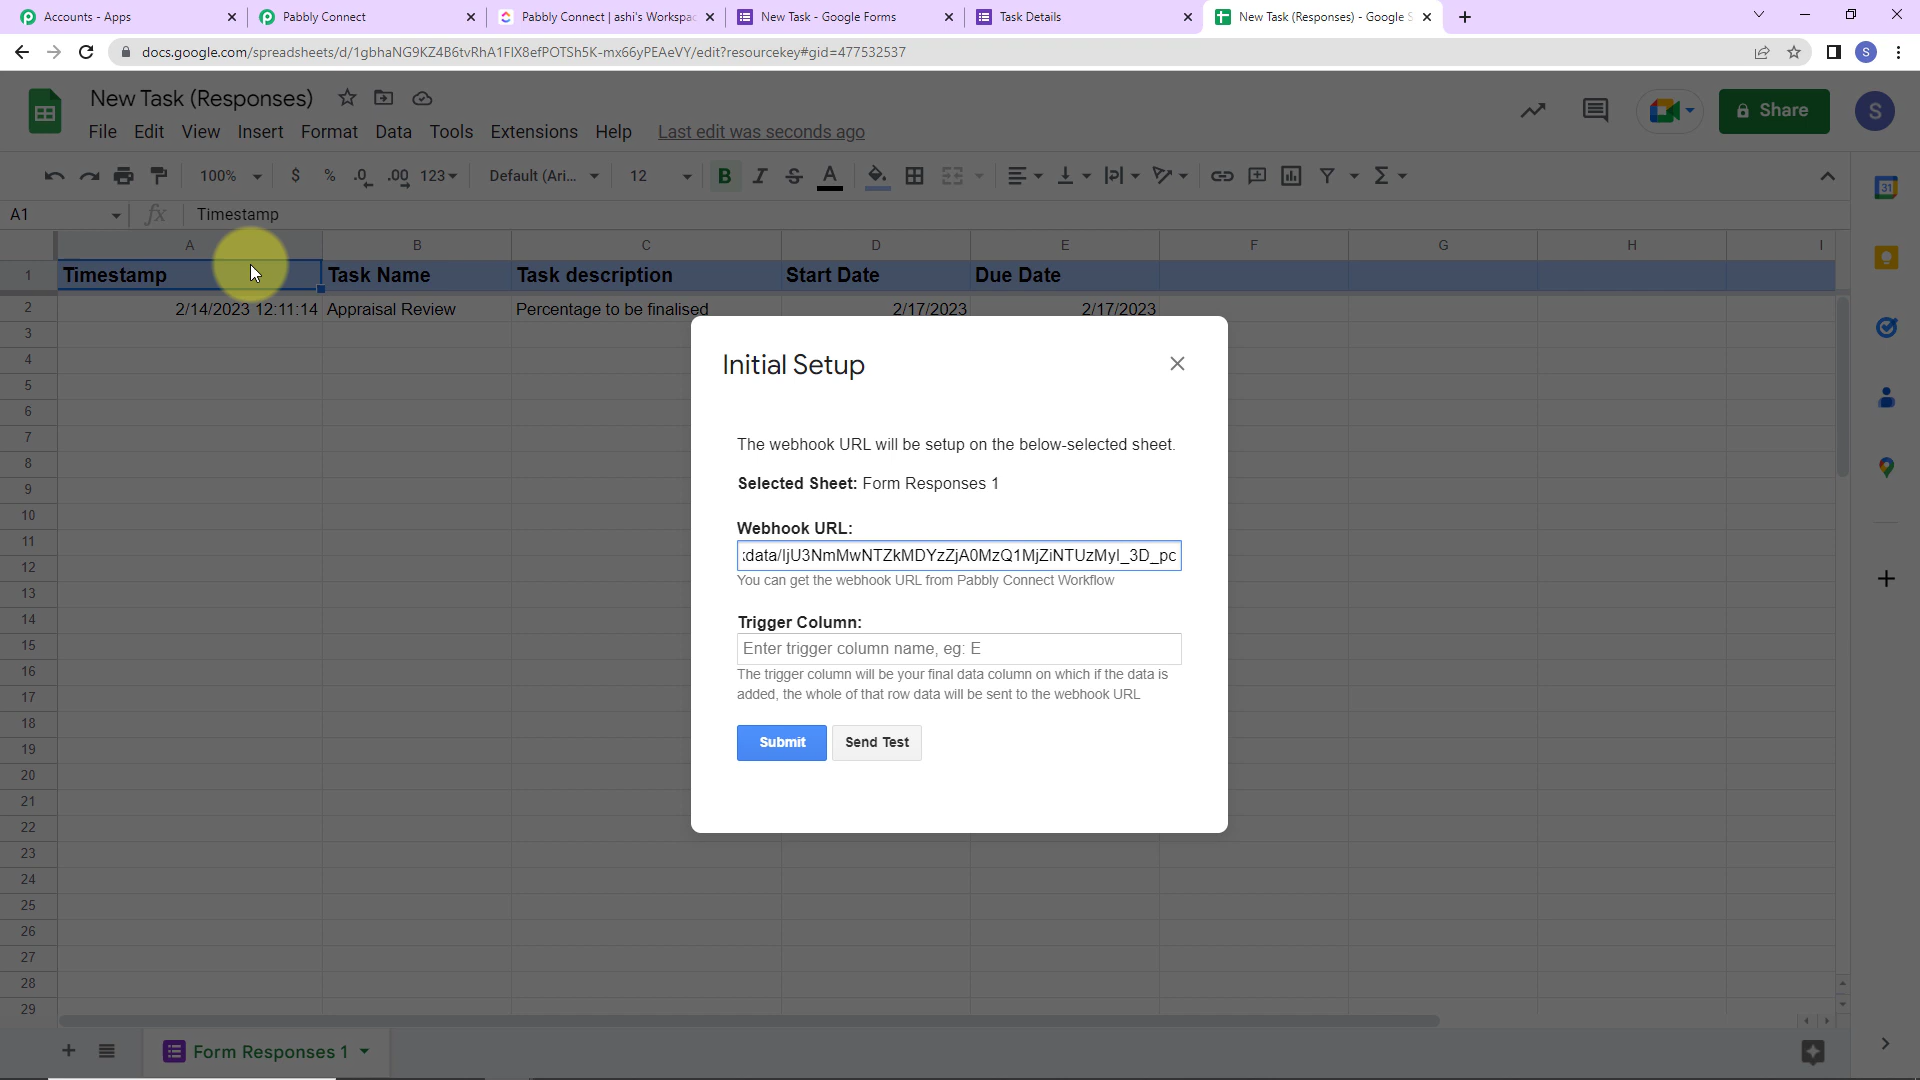 Accounts - Apps
Pabbly Connect
Pabbly Connect | ashi's Workspac
New Task - Google Forms
Task Details
New Task (Responses) - Google S
docs.google.com/spreadsheets/d/1gbhaNG9KZ4B6tvRhA1FIX8efPOTSh5K-mx66yPEAeVY/edit?resourcekey#gid=477532537
S
New Task (Responses)
Share
S
File Edit View Insert Format Data Tools Extensions Help Last edit was seconds ago
100% $ % .0 .00 123 Default (Ari... 12 B I S A
31
A1 fx Timestamp
A B C D E F G H I
1 Timestamp Task Name Task description Start Date Due Date
2 2/14/2023 12:11:14 Appraisal Review Percentage to be finalised 2/17/2023 2/17/2023
3
4
5
6
7
8
9
10
11
12
13
14
15
16
17
18
19
20
21
22
23
24
25
26
27
28
29
Initial Setup
The webhook URL will be setup on the below-selected sheet.
Selected Sheet: Form Responses 1
Webhook URL:
:data/IjU3NmMwNTZkMDYzZjA0MzQ1MjZiNTUzMyI_3D_pc
You can get the webhook URL from Pabbly Connect Workflow
Trigger Column:
Enter trigger column name, eg: E
The trigger column will be your final data column on which if the data is
added, the whole of that row data will be sent to the webhook URL
Submit Send Test
Form Responses 1